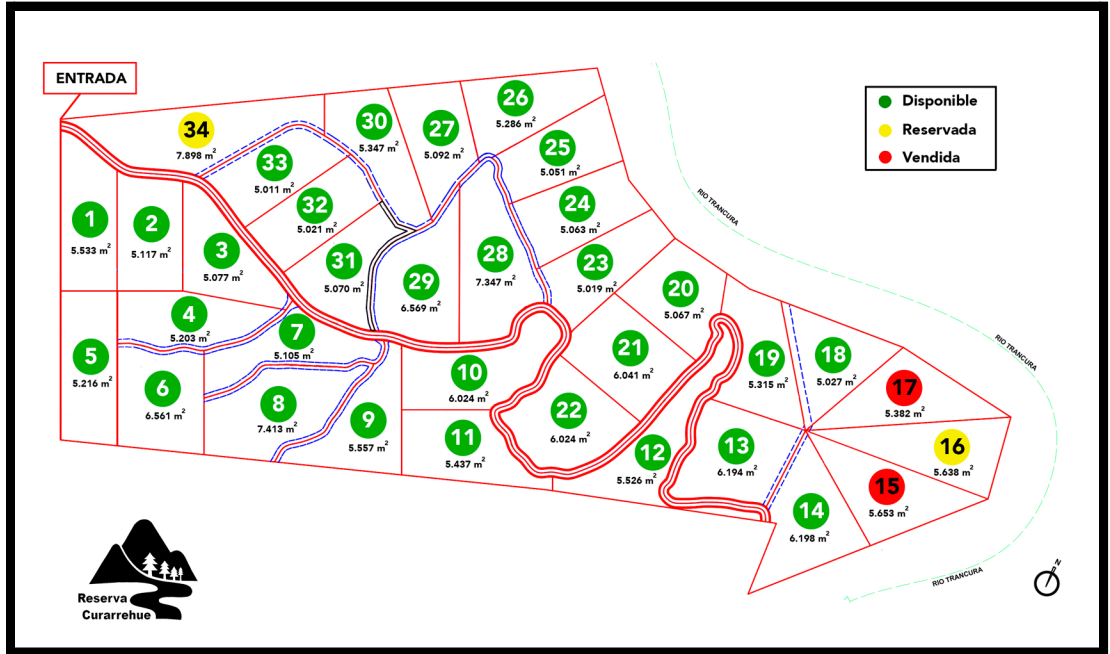 ENTRADA
Disponible
Reservada
Vendida
34
7.898 m²
33
5.011 m²
30
5.347 m²
27
5.092 m²
26
5.286 m²
25
5.051 m²
24
5.063 m²
23
5.019 m²
32
5.021 m²
31
5.070 m²
29
6.569 m²
28
7.347 m²
1
5.533 m²
2
5.117 m²
3
5.077 m²
4
5.203 m²
5
5.216 m²
6
6.561 m²
7
5.105 m²
8
7.413 m²
9
5.557 m²
10
6.024 m²
11
5.437 m²
20
5.067 m²
21
6.041 m²
22
6.024 m²
12
5.526 m²
19
5.315 m²
18
5.027 m²
17
5.382 m²
16
5.638 m²
13
6.194 m²
15
5.653 m²
14
6.198 m²
RIO TRANCURA
RIO TRANCURA
RIO TRANCURA
N
Reserva
Curarrehue